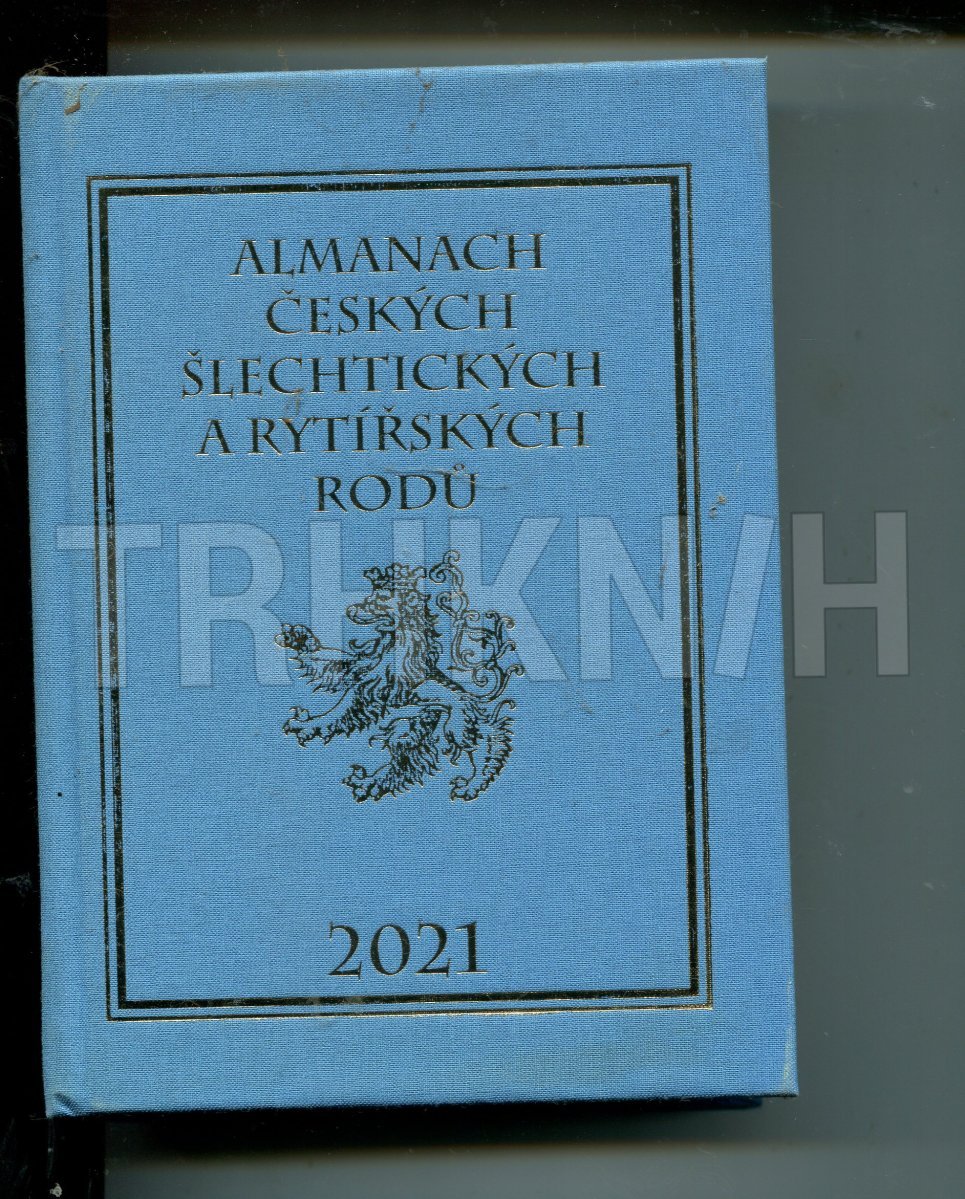 ALMANACH
ČESKÝCH
ŠLECHTICKÝCH
A RYTÍŘSKÝCH
RODŮ
TRHKNIH
2021